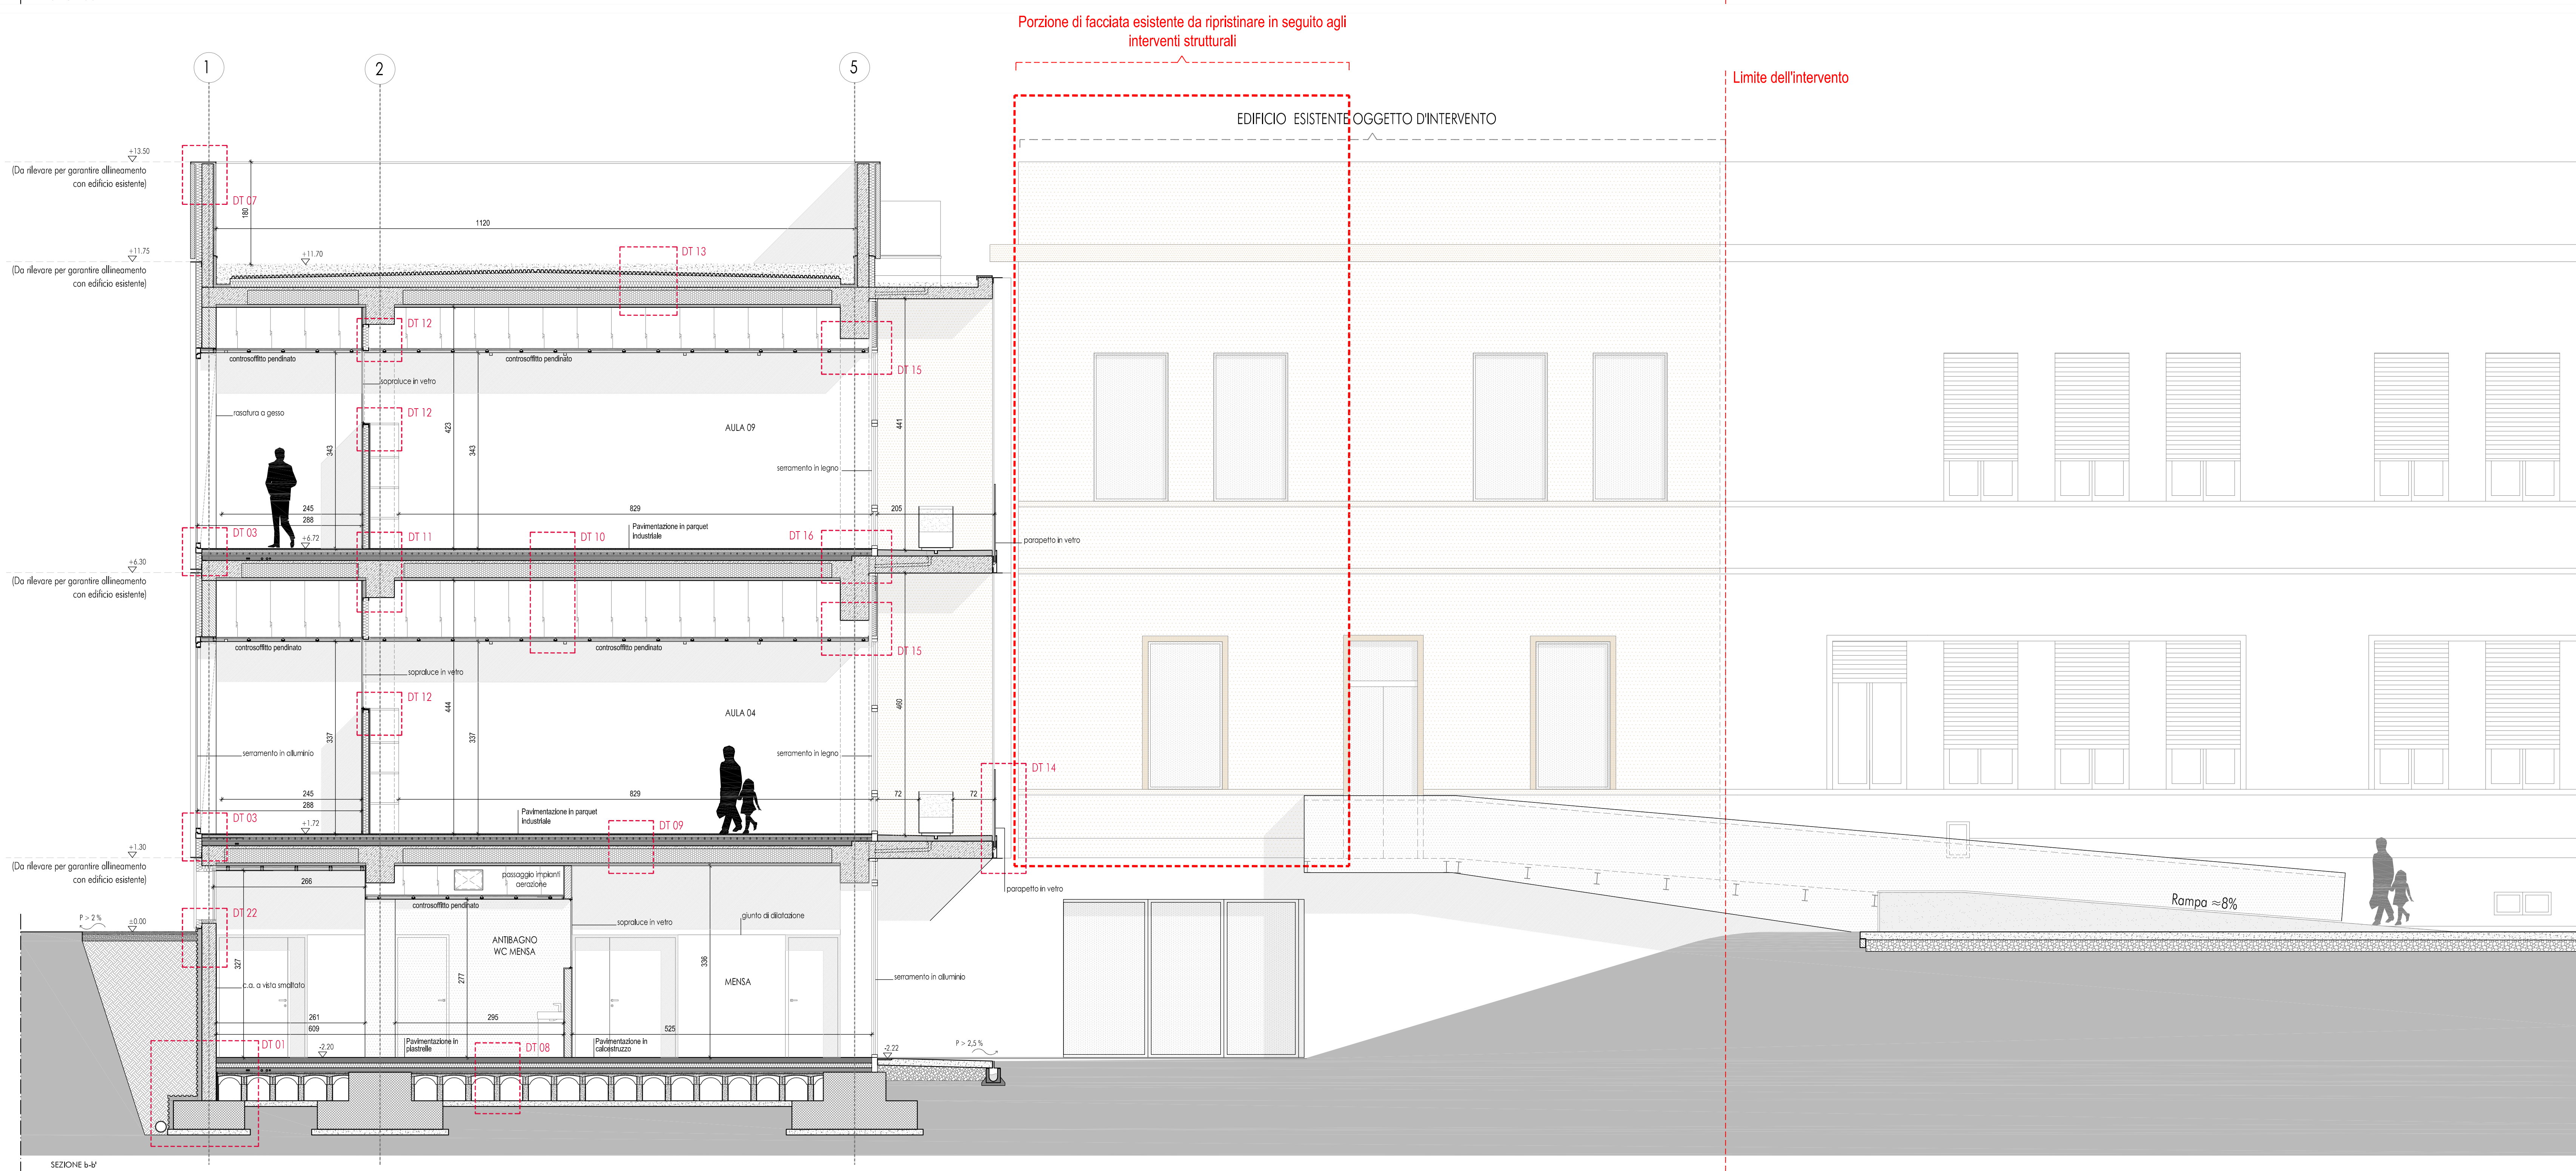 Porzione di facciata esistente da ripristinare in seguito agli
interventi strutturali
1
2
5
Limite dell'intervento
EDIFICIO ESISTENTE OGGETTO D'INTERVENTO
+13.50
(Da rilevare per garantire allineamento
con edificio esistente)
DT 07
180
1120
+11.75
(Da rilevare per garantire allineamento
con edificio esistente)
+11.70
DT 13
DT 12
controsoffitto pendinato
controsoffitto pendinato
DT 15
sopraluce in vetro
rasatura a gesso
DT 12
343
423
343
AULA 09
441
serramento in legno
245
288
829
205
Pavimentazione in parquet
industriale
DT 03
+6.72
DT 11
DT 10
DT 16
parapetto in vetro
+6.30
(Da rilevare per garantire allineamento
con edificio esistente)
DT 15
controsoffitto pendinato
controsoffitto pendinato
sopraluce in vetro
DT 12
337
444
337
AULA 04
460
serramento in alluminio
serramento in legno
DT 14
245
288
829
72
72
Pavimentazione in parquet
industriale
DT 03
+1.72
DT 09
+1.30
(Da rilevare per garantire allineamento
con edificio esistente)
266
passaggio impianti
aerazione
parapetto in vetro
controsoffitto pendinato
Rampa ≈8%
P > 2 %
±0.00
DT 22
giunto di dilatazione
sopraluce in vetro
ANTIBAGNO
WC MENSA
327
277
336
MENSA
serramento in alluminio
c.a. a vista smaltato
261
609
295
525
Pavimentazione in
piastrelle
Pavimentazione in
calcestruzzo
DT 01
-2.20
DT 08
-2.22
P > 2,5 %
SEZIONE b-b'